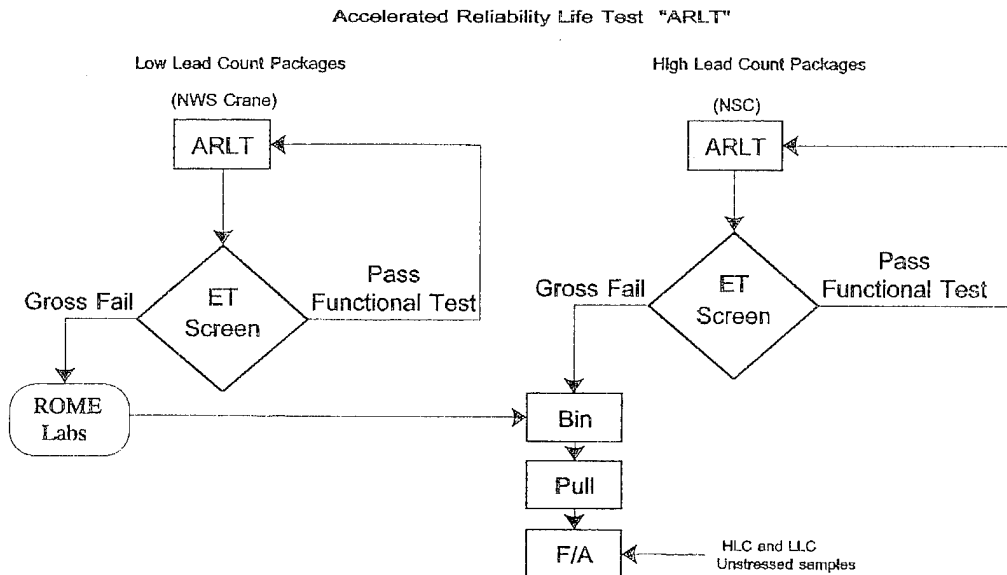 Accelerated Reliability Life Test "ARLT"
Low Lead Count Packages
(NWS Crane)
ARLT
ET
Screen
Gross Fail
Pass
Functional Test
ROME
Labs
High Lead Count Packages
(NSC)
ARLT
ET
Screen
Gross Fail
Pass
Functional Test
Bin
Pull
F/A
HLC and LLC
Unstressed samples